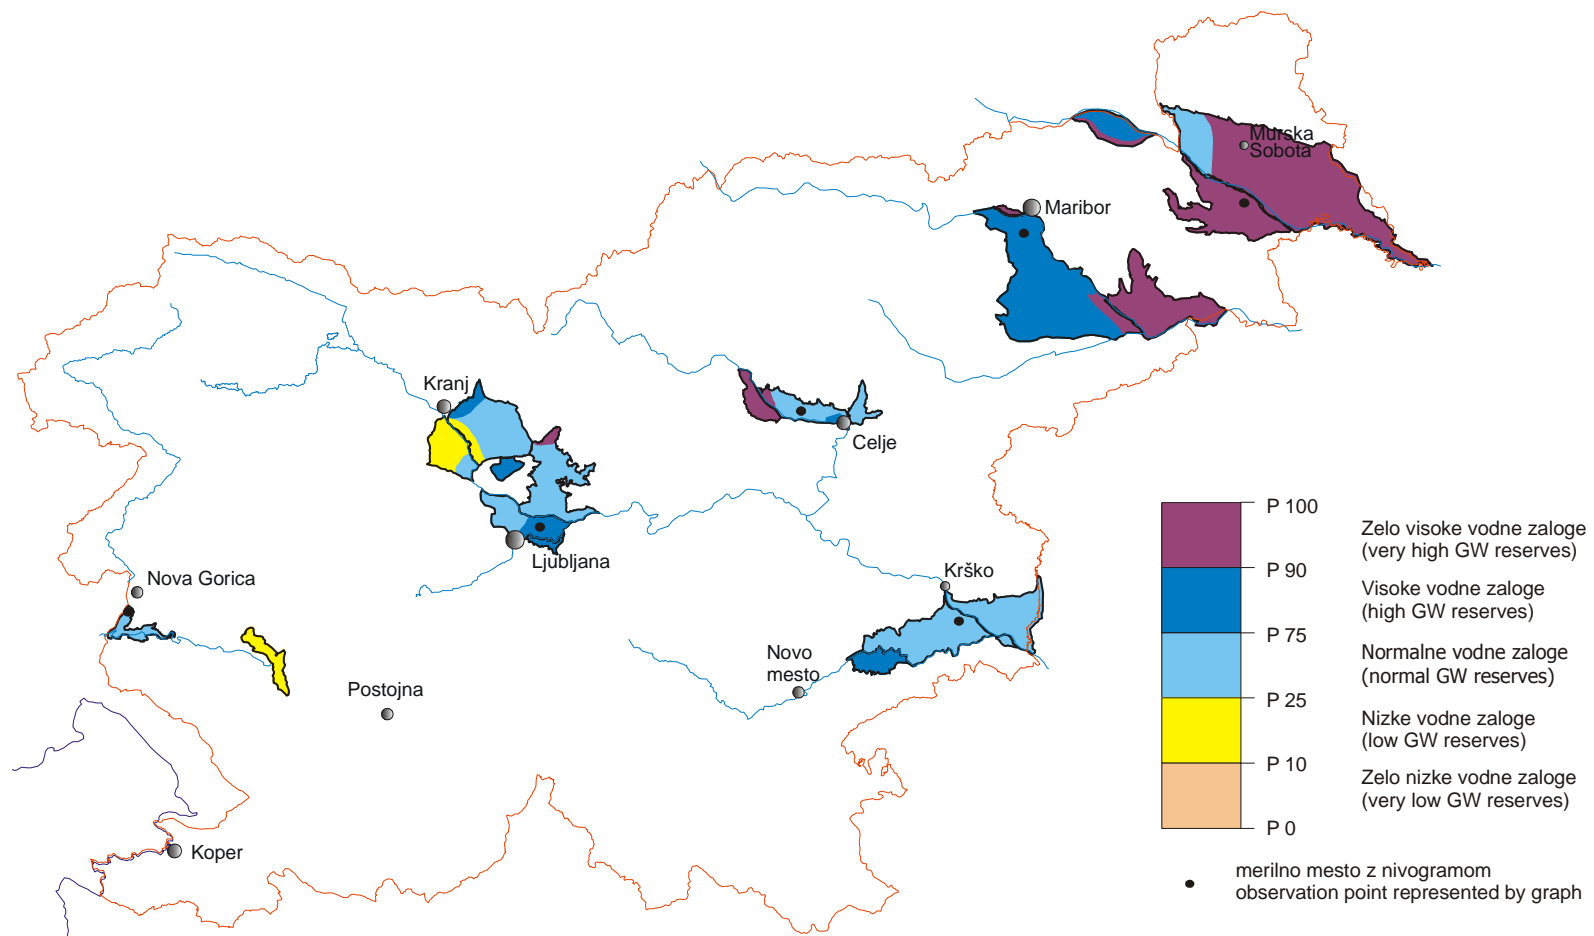 Murska
Sobota
Maribor
Kranj
Celje
Ljubljana
Nova Gorica
Krško
Novo
mesto
Postojna
Koper
P 100
Zelo visoke vodne zaloge
(very high GW reserves)
P 90
Visoke vodne zaloge
(high GW reserves)
P 75
Normalne vodne zaloge
(normal GW reserves)
P 25
Nizke vodne zaloge
(low GW reserves)
P 10
Zelo nizke vodne zaloge
(very low GW reserves)
P 0
merilno mesto z nivogramom
observation point represented by graph